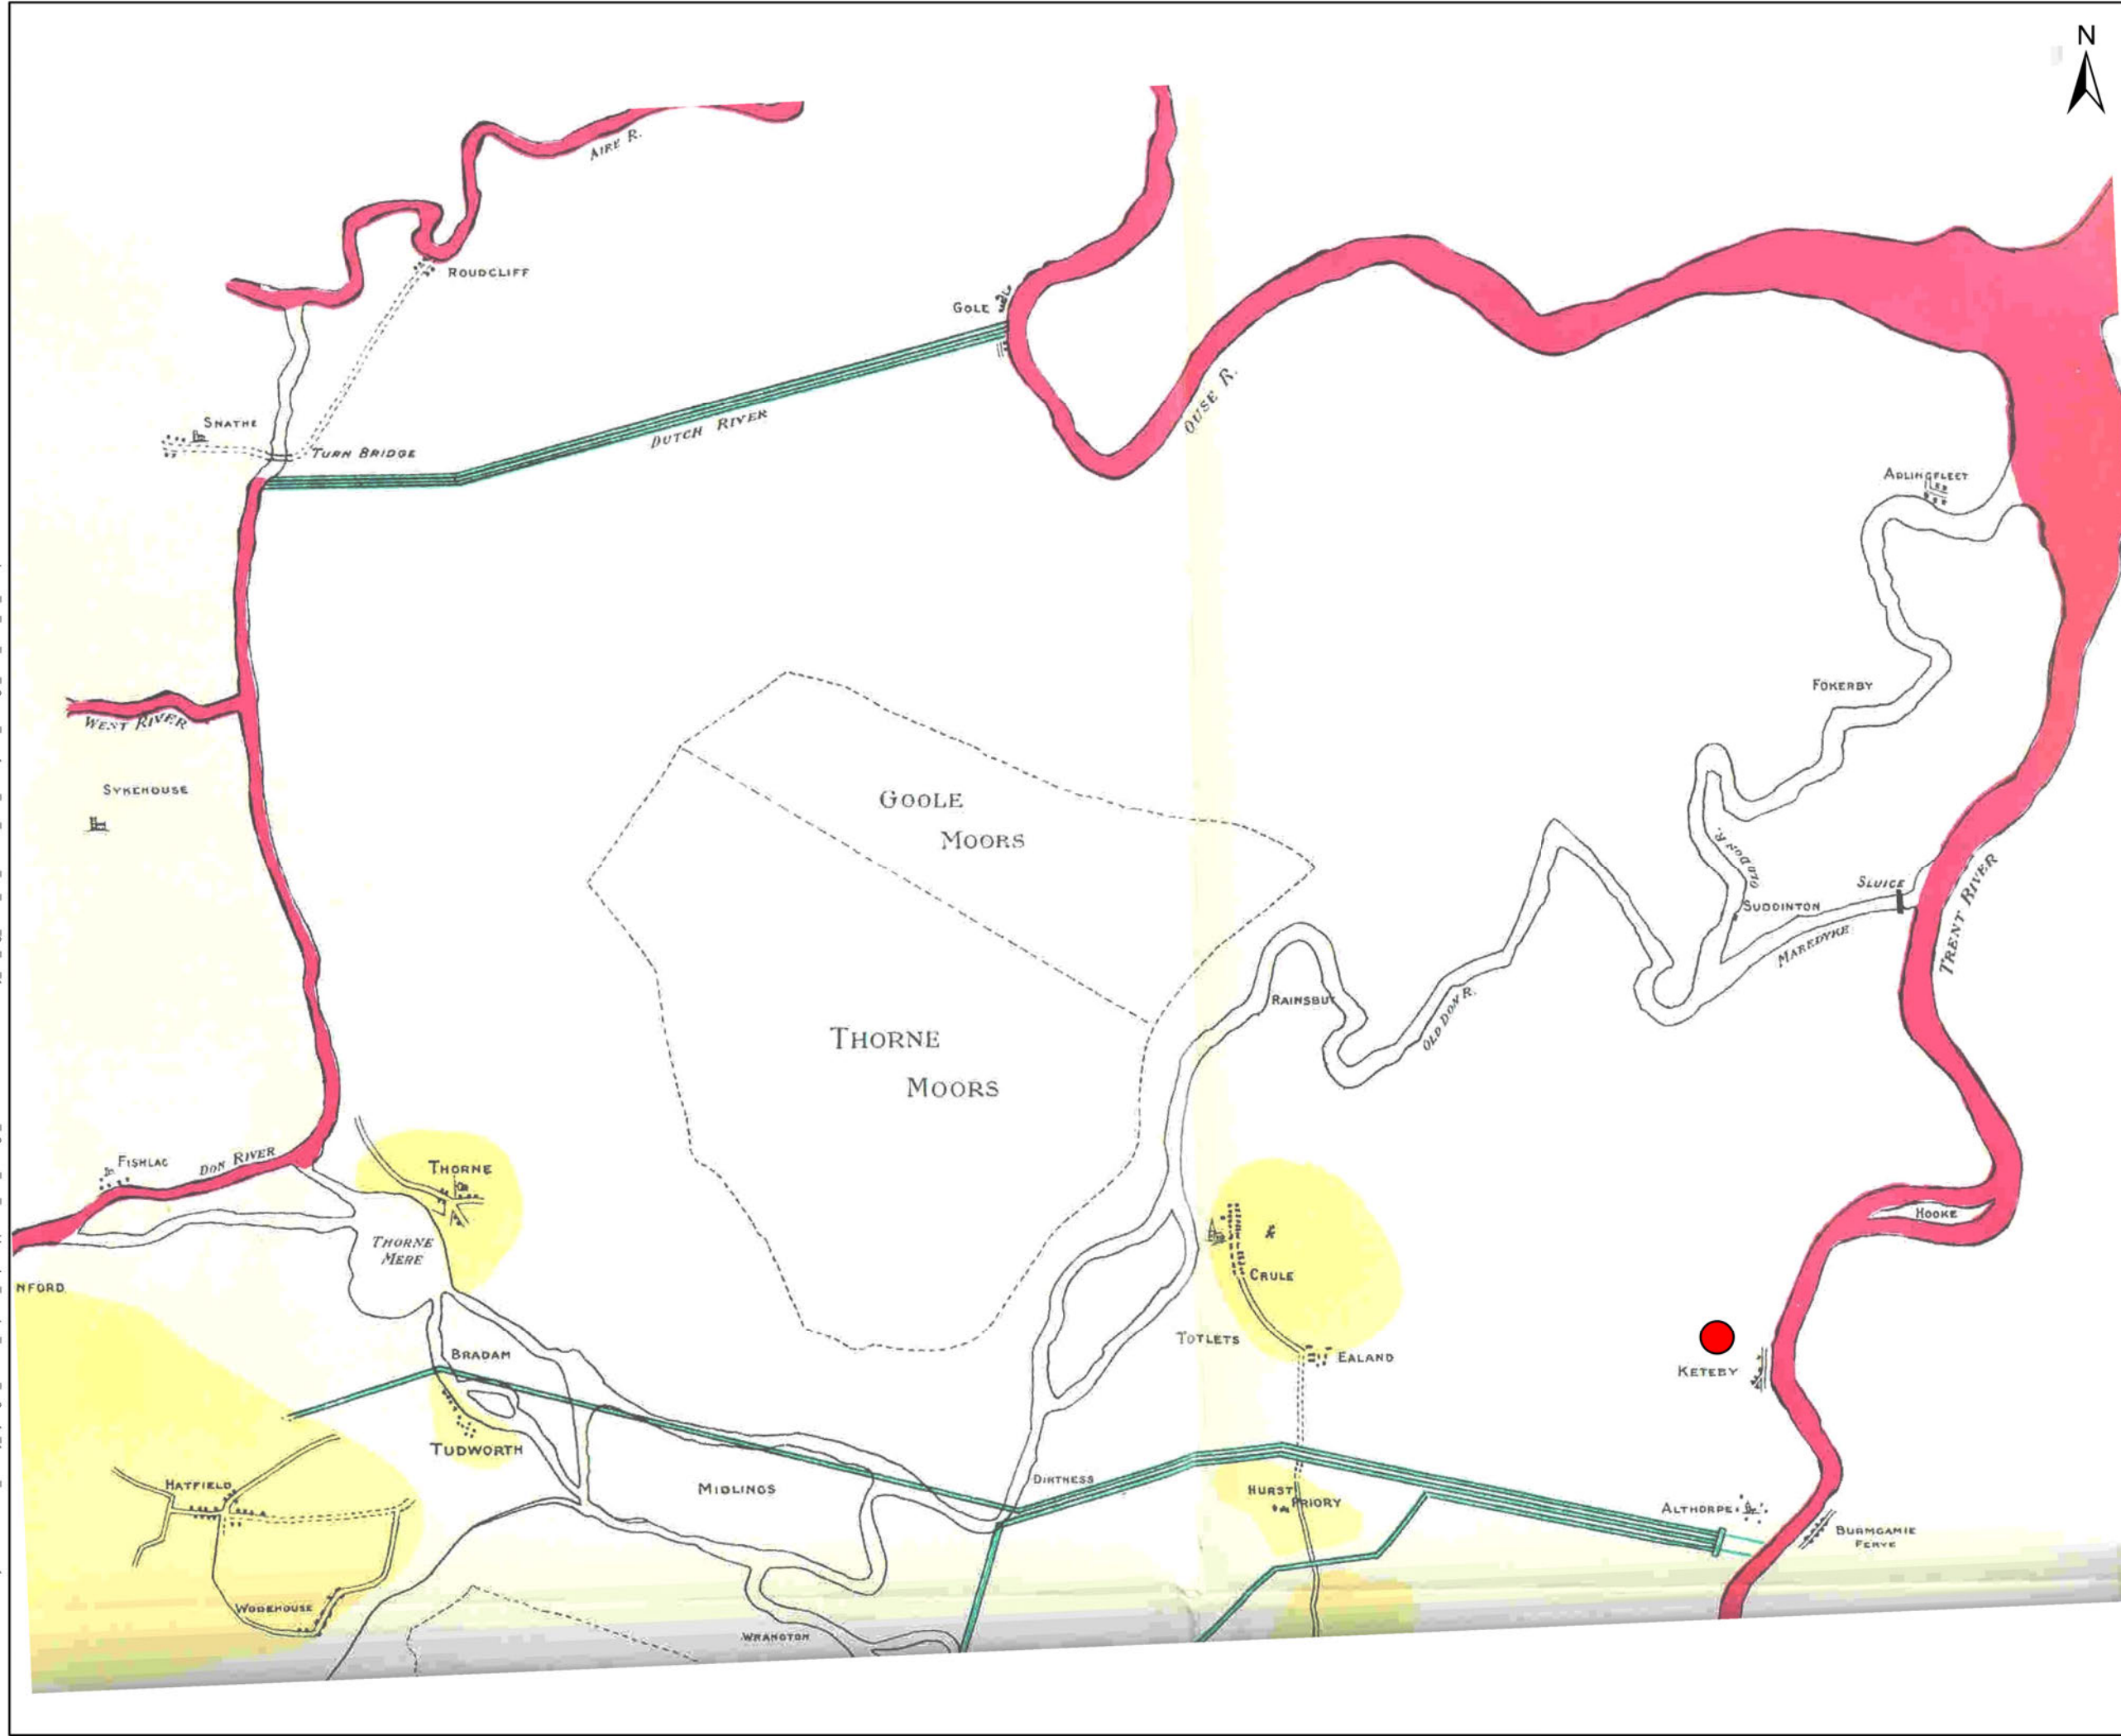 N
AIRE R.
ROUDCLIFF
GOLE
SNATHE
DUTCH RIVER
OUSE R.
TURN BRIDGE
ADLINGFLEET
FOKERBY
WEST RIVER
SYKEHOUSE
GOOLE
MOORS
OLD DON R.
SLUICE
SUDDINTON
TRENT RIVER
MAREDYKE
RAINSBUT
OLD DON R.
THORNE
MOORS
FISHLAC
DON RIVER
THORNE
HOOKE
THORNE
MERE
CRULE
NFORD
TOTLETS
BRADAM
EALAND
KETEBY
TUDWORTH
DIRTNESS
HATFIELD
MIDLINGS
HURST
PRIORY
ALTHORPE
BURMGAMIE
FERYE
WODEHOUSE
WRANGTON